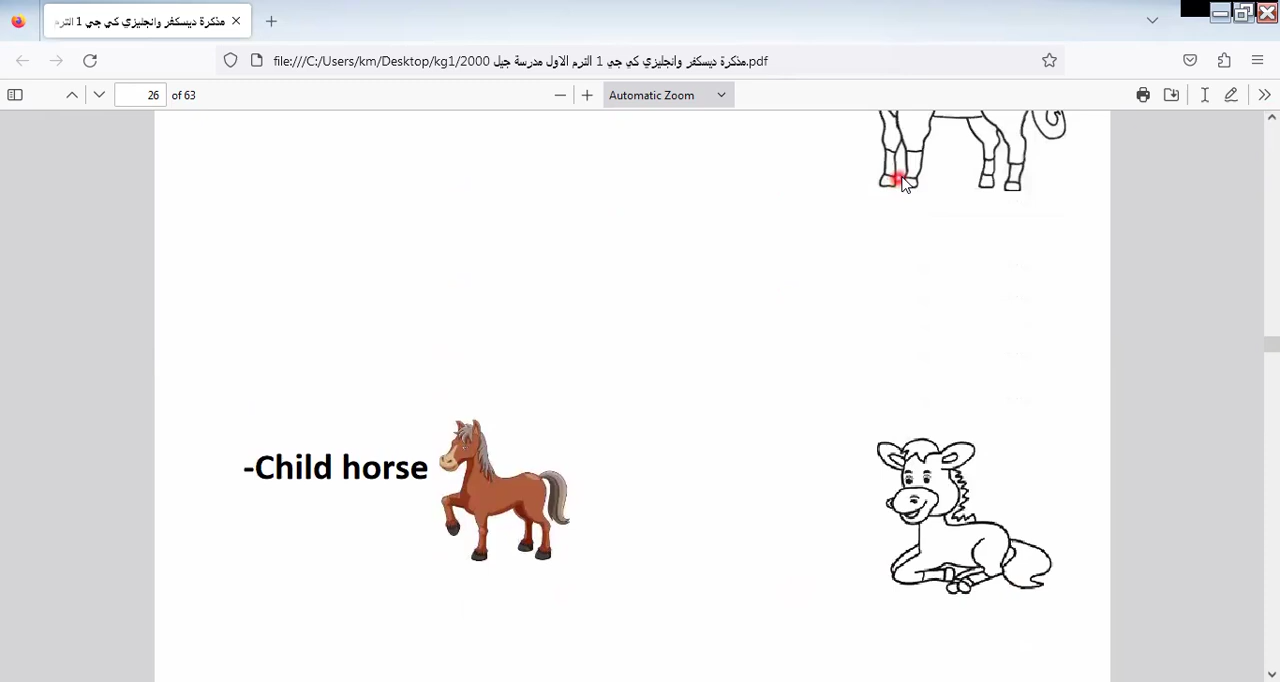 مذكرة ديسكفر وانجليزي كي جي 1 الترم
file:///C:/Users/km/Desktop/kg1/2000 مذكرة ديسكفر وانجليزي كي جي 1 الترم الاول مدرسة جيل.pdf
26 of 63
Automatic Zoom
-Child horse